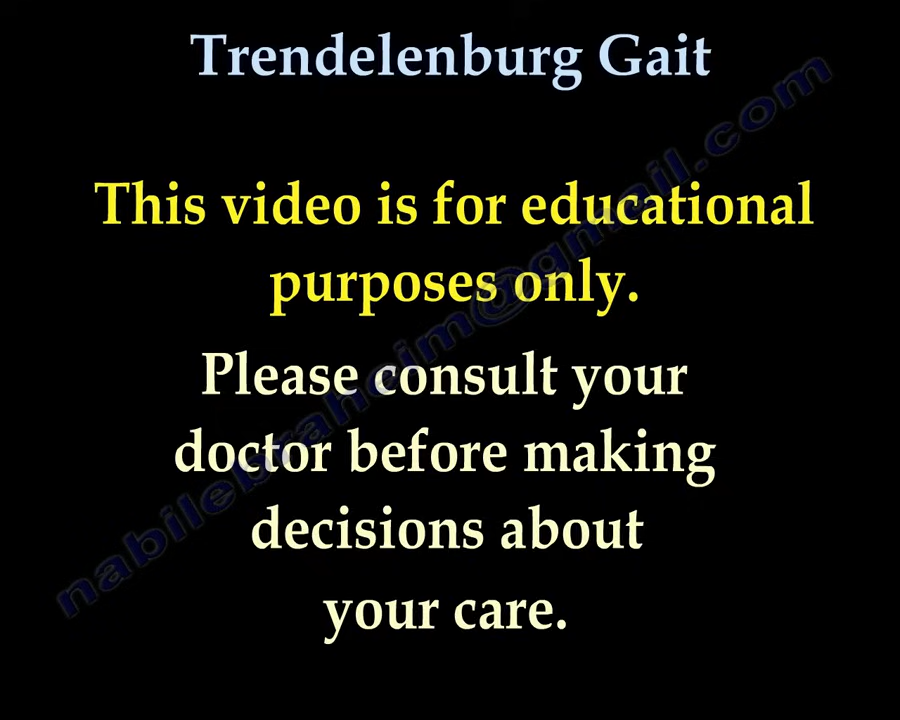 Trendelenburg Gait
This video is for educational
purposes only.
Please consult your
doctor before making
decisions about
your care.
nabilebraheim@gmail.com